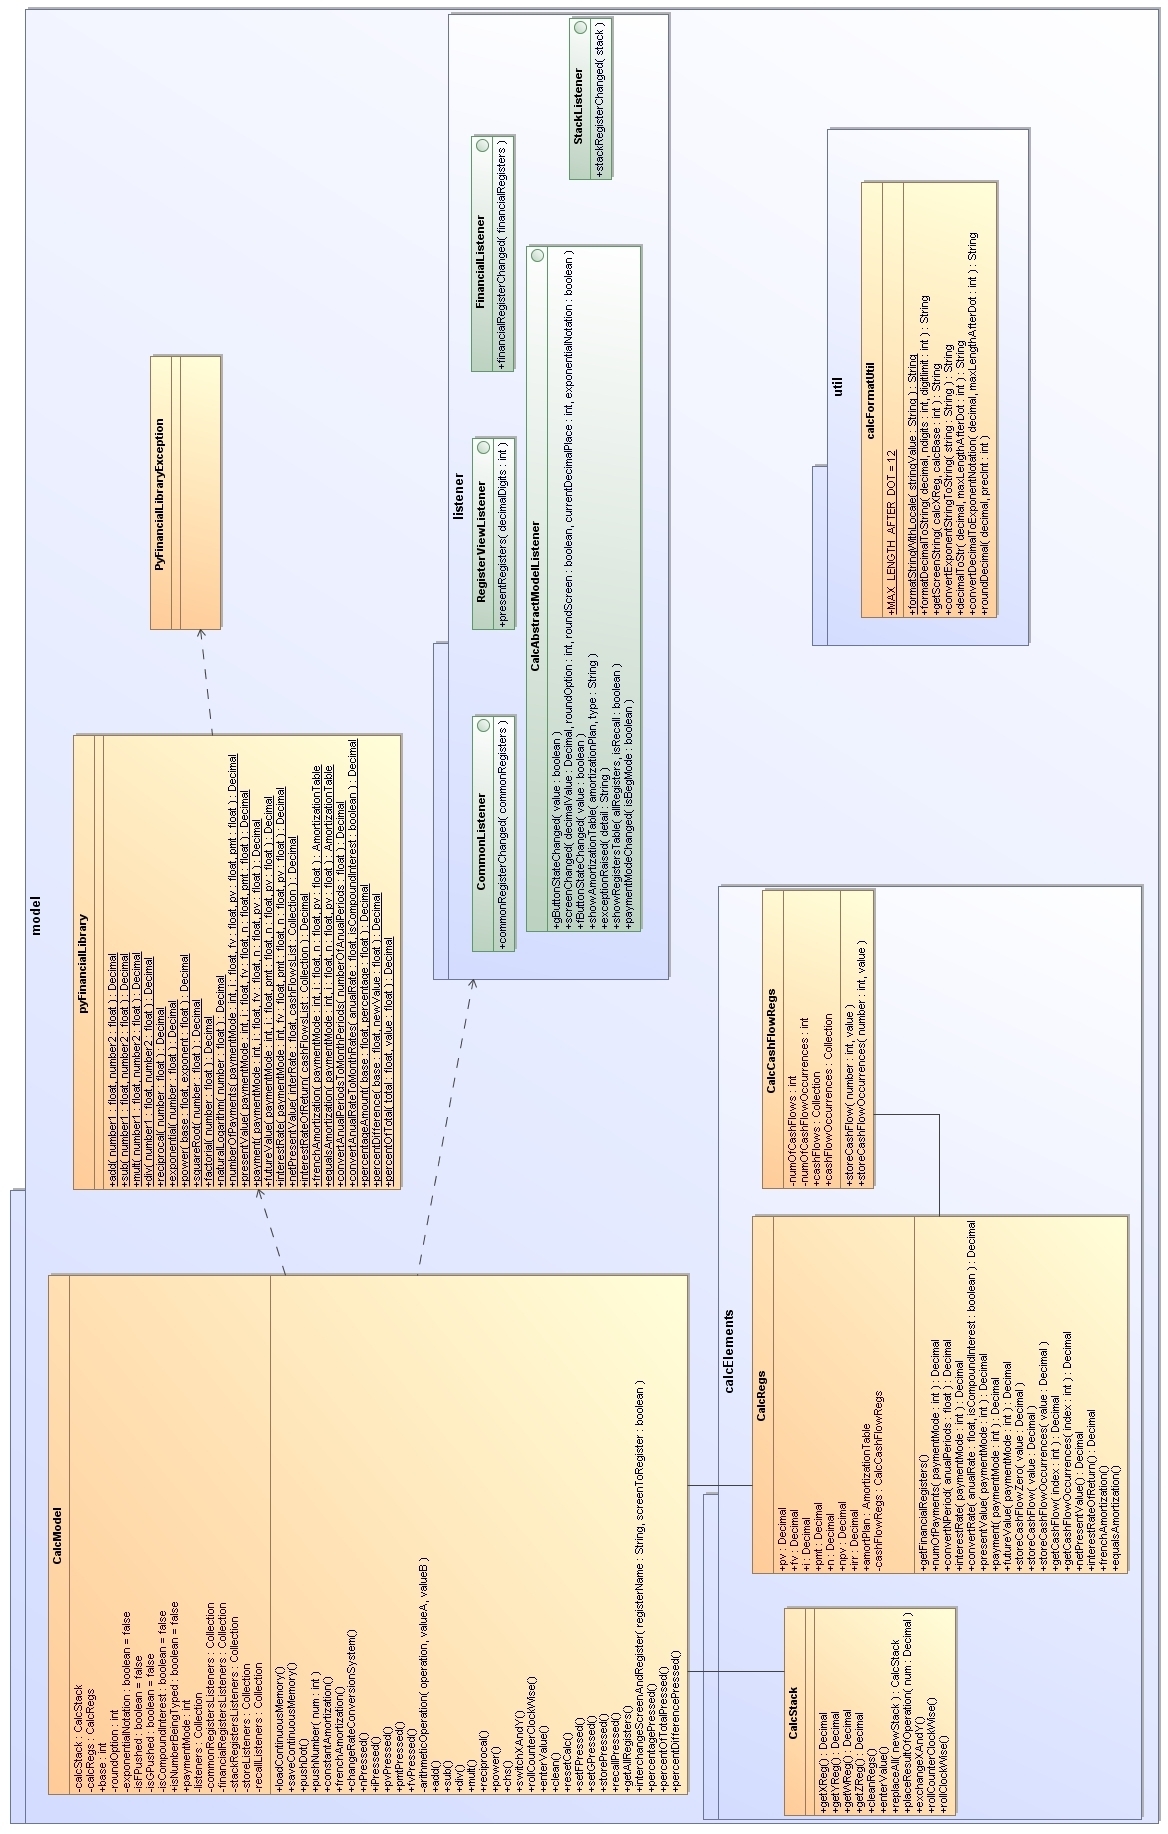 model
CalcModel
-calcStack : CalcStack
-calcRegs : CalcRegs
+base : int
-roundOption : int
-exponentialNotation : boolean = false
-isFPushed : boolean = false
-isGPushed : boolean = false
-isCompoundInterest : boolean = false
-isNumberBeingTyped : boolean = false
+paymentMode : int
-listeners : Collection
-commonRegistersListeners : Collection
-financialRegistersListeners : Collection
-stackRegistersListeners : Collection
-storeListeners : Collection
-recallListeners : Collection
+loadContinuousMemory()
+saveContinuousMemory()
+pushDot()
+pushNumber( num : int )
+constantAmortization()
+frenchAmortization()
+changeRateConversionSystem()
+nPressed()
+iPressed()
+pvPressed()
+pmtPressed()
+fvPressed()
-arithmeticOperation( operation, valueA, valueB )
+add()
+sub()
+div()
+mult()
+reciprocal()
+power()
+chs()
+switchXAndY()
+rollCounterClockWise()
+enterValue()
+clean()
+resetCalc()
+setFPressed()
+setGPressed()
+storePressed()
+recallPressed()
+getAllRegisters()
+interchangeScreenAndRegister( registerName : String, screenToRegister : boolean )
+percentagePressed()
+percentOfTotalPressed()
+percentDifferencePressed()
pyFinancialLibrary
+add( number1 : float, number2 : float ) : Decimal
+sub( number1 : float, number2 : float ) : Decimal
+mult( number1 : float, number2 : float ) : Decimal
+div( number1 : float, number2 : float ) : Decimal
+reciprocal( number : float ) : Decimal
+exponential( number : float ) : Decimal
+power( base : float, exponent : float ) : Decimal
+squareRoot( number : float ) : Decimal
+factorial( number : float ) : Decimal
+naturalLogarithm( number : float ) : Decimal
+numberOfPayments( paymentMode : int, i : float, fv : float, pv : float, pmt : float ) : Decimal
+presentValue( paymentMode : int, i : float, fv : float, n : float, pmt : float ) : Decimal
+payment( paymentMode : int, i : float, fv : float, n : float, pv : float ) : Decimal
+futureValue( paymentMode : int, i : float, pmt : float, n : float, pv : float ) : Decimal
+interestRate( paymentMode : int, fv : float, pmt : float, n : float, pv : float ) : Decimal
+netPresentValue( interRate : float, cashFlowsList : Collection ) : Decimal
+interestRateOfReturn( cashFlowsList : Collection ) : Decimal
+frenchAmortization( paymentMode : int, i : float, n : float, pv : float ) : AmortizationTable
+equalsAmortization( paymentMode : int, i : float, n : float, pv : float ) : AmortizationTable
+convertAnualPeriodsToMonthPeriods( numberOfAnualPeriods : float ) : Decimal
+convertAnualRateToMonthRates( anualRate : float, isCompoundInterest : boolean ) : Decimal
+percentageAmount( base : float, percentage : float ) : Decimal
+percentDifference( base : float, newValue : float ) : Decimal
+percentOfTotal( total : float, value : float ) : Decimal
PyFinancialLibraryException
listener
CommonListener
+commonRegisterChanged( commonRegisters )
RegisterViewListener
+presentRegisters( decimalDigits : int )
FinancialListener
+financialRegisterChanged( financialRegisters )
CalcAbstractModelListener
+gButtonStateChanged( value : boolean )
+screenChanged( decimalValue : Decimal, roundOption : int, roundScreen : boolean, currentDecimalPlace : int, exponentialNotation : boolean )
+fButtonStateChanged( value : boolean )
+showAmortizationTable( amortizationPlan, type : String )
+exceptionRaised( detail : String )
+showRegistersTable( allRegisters, isRecall : boolean )
+paymentModeChanged( isBegMode : boolean )
StackListener
+stackRegisterChanged( stack )
calcElements
CalcStack
+getXReg() : Decimal
+getYReg() : Decimal
+getWReg() : Decimal
+getZReg() : Decimal
+cleanRegs()
+enterValue()
+replaceAll( newStack ) : CalcStack
+placeResultOfOperation( num : Decimal )
+exchangeXAndY()
+rollCounterClockWise()
+rollClockWise()
CalcRegs
+pv : Decimal
+fv : Decimal
+i : Decimal
+pmt : Decimal
+n : Decimal
+npv : Decimal
+irr : Decimal
+amortPlan : AmortizationTable
-cashFlowRegs : CalcCashFlowRegs
+getFinancialRegisters()
+numOfPayments( paymentMode : int ) : Decimal
+convertNPeriod( anualPeriods : float ) : Decimal
+interestRate( paymentMode : int ) : Decimal
+convertRate( anualRate : float, isCompoundInterest : boolean ) : Decimal
+presentValue( paymentMode : int ) : Decimal
+payment( paymentMode : int ) : Decimal
+futureValue( paymentMode : int ) : Decimal
+storeCashFlowZero( value : Decimal )
+storeCashFlow( value : Decimal )
+storeCashFlowOccurrences( value : Decimal )
+getCashFlow( index : int ) : Decimal
+getCashFlowOccurrences( index : int ) : Decimal
+netPresentValue() : Decimal
+interestRateOfReturn() : Decimal
+frenchAmortization()
+equalsAmortization()
CalcCashFlowRegs
-numOfCashFlows : int
-numOfCashFlowOccurrences : int
+cashFlows : Collection
+cashFlowOccurrences : Collection
+storeCashFlow( number : int, value )
+storeCashFlowOccurrences( number : int, value )
util
calcFormatUtil
+MAX_LENGTH_AFTER_DOT = 12
+formatStringWithLocale( stringValue : String ) : String
+formatDecimalToString( decimal, ndigits : int, digitlimit : int ) : String
+getScreenString( calcXReg, calcBase : int ) : String
+convertExponentStringToString( string : String ) : String
+decimalToStr( decimal, maxLengthAfterDot : int ) : String
+convertDecimalToExponentNotation( decimal, maxLengthAfterDot : int ) : String
+roundDecimal( decimal, precInt : int )